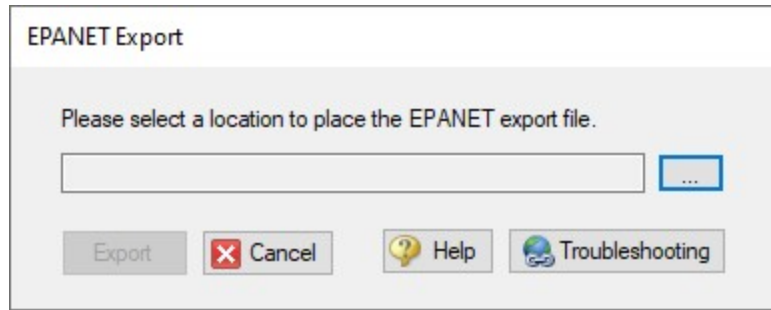 EPANET Export
Please select a location to place the EPANET export file.
...
Export Cancel Help Troubleshooting